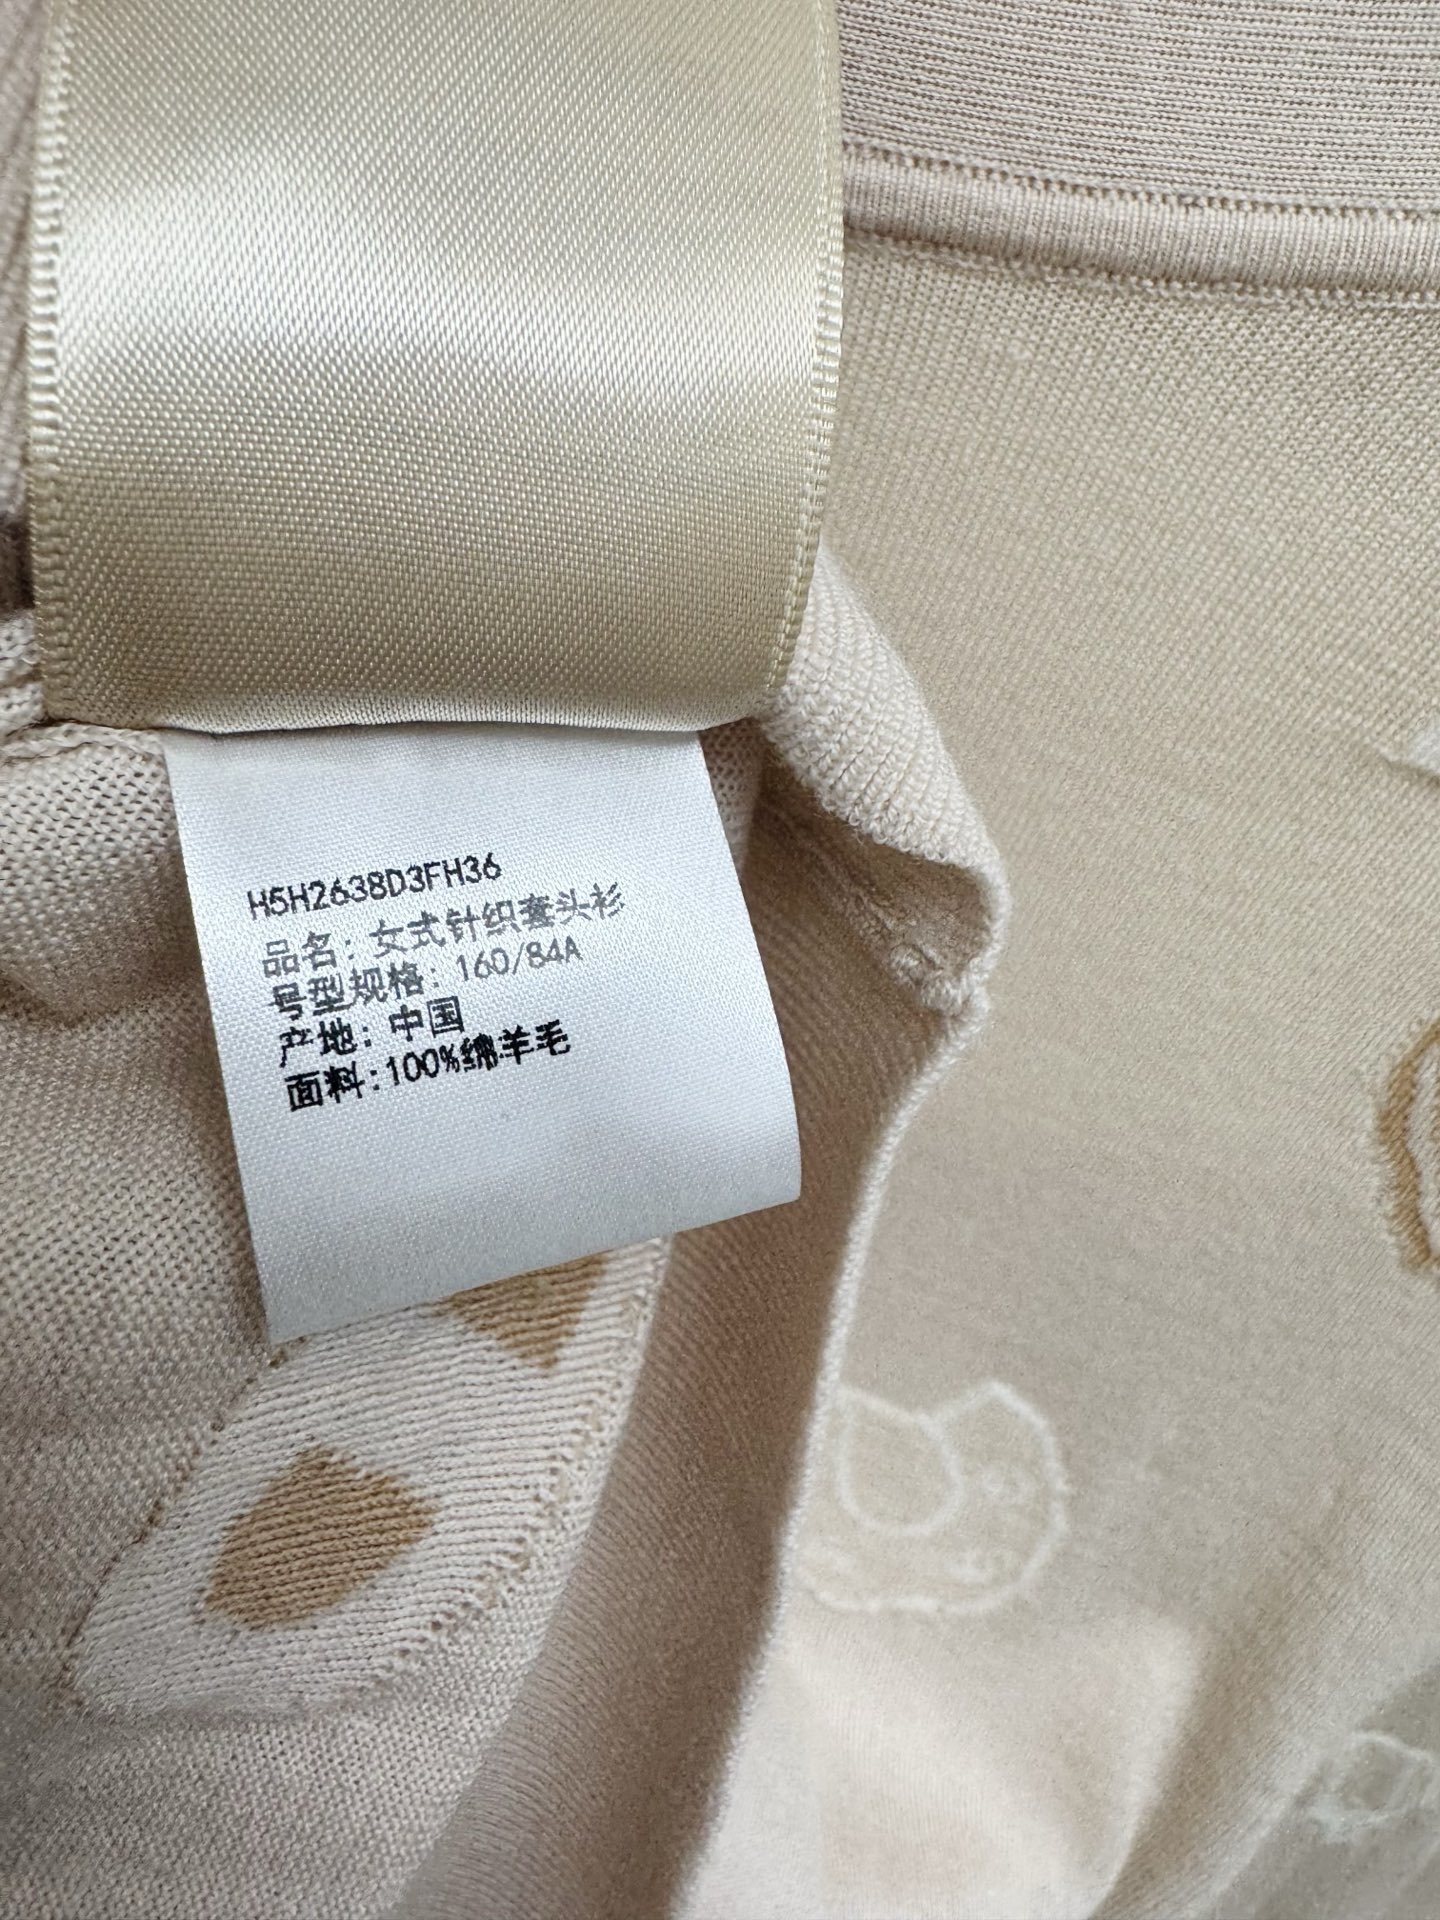 H5H2638D3FH36
品名：女式针织套头衫
号型规格：160/84A
产地：中国
面料：100%绵羊毛